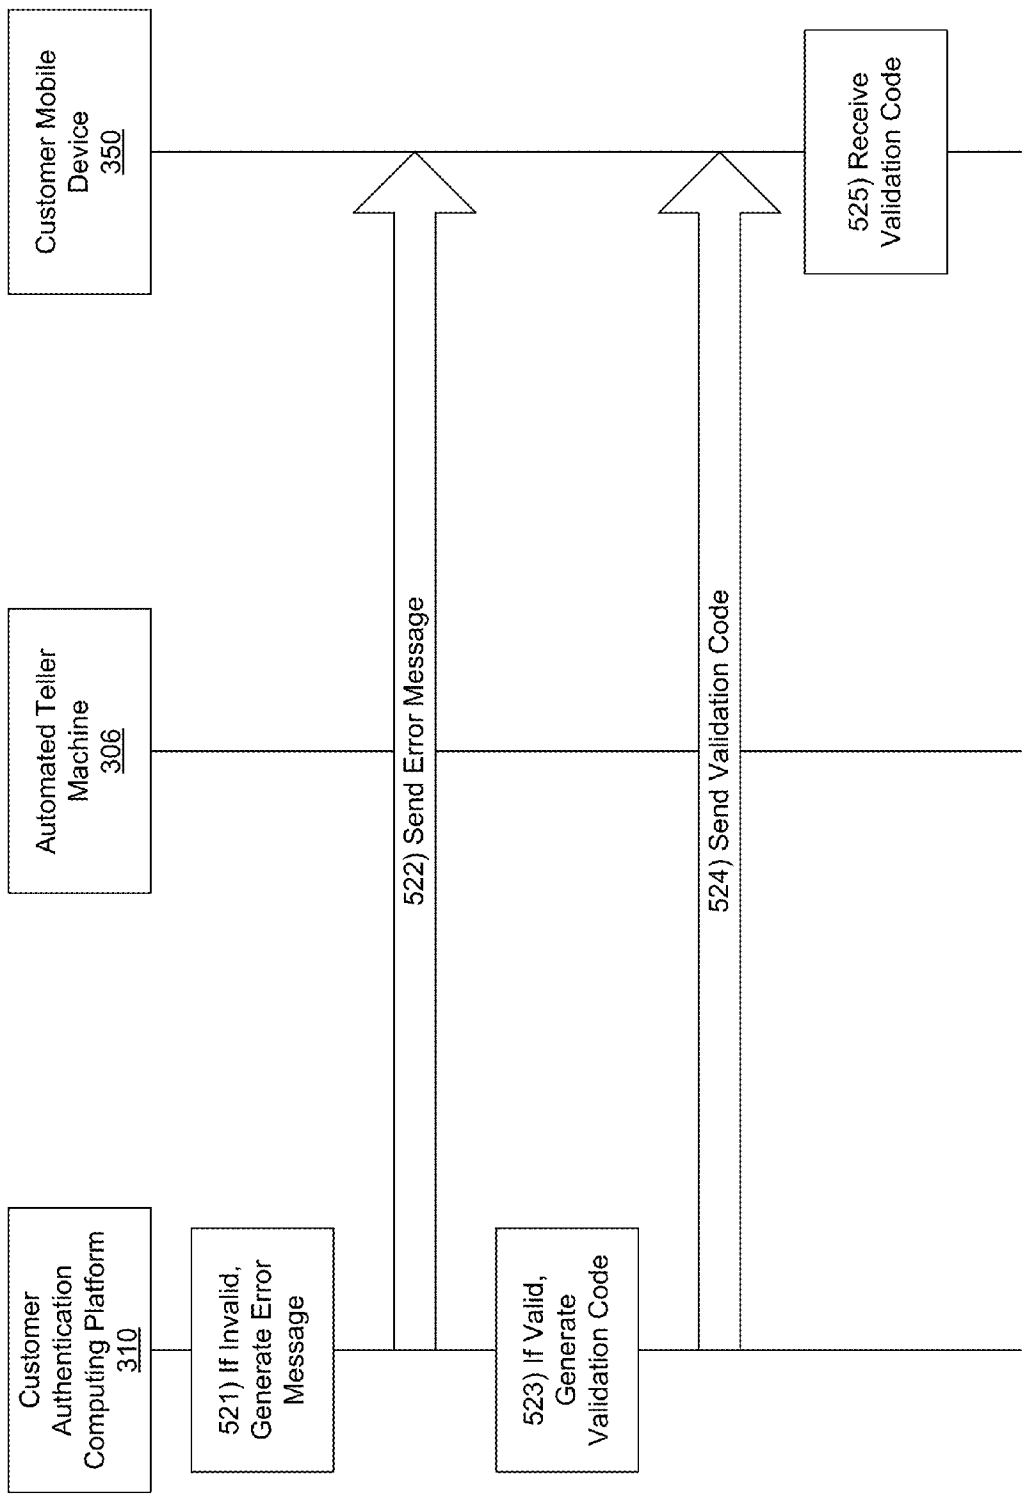 Customer
Authentication
Computing Platform
310
Automated Teller
Machine
306
Customer Mobile
Device
350
521) If Invalid,
Generate Error
Message
522) Send Error Message
523) If Valid,
Generate
Validation Code
524) Send Validation Code
525) Receive
Validation Code